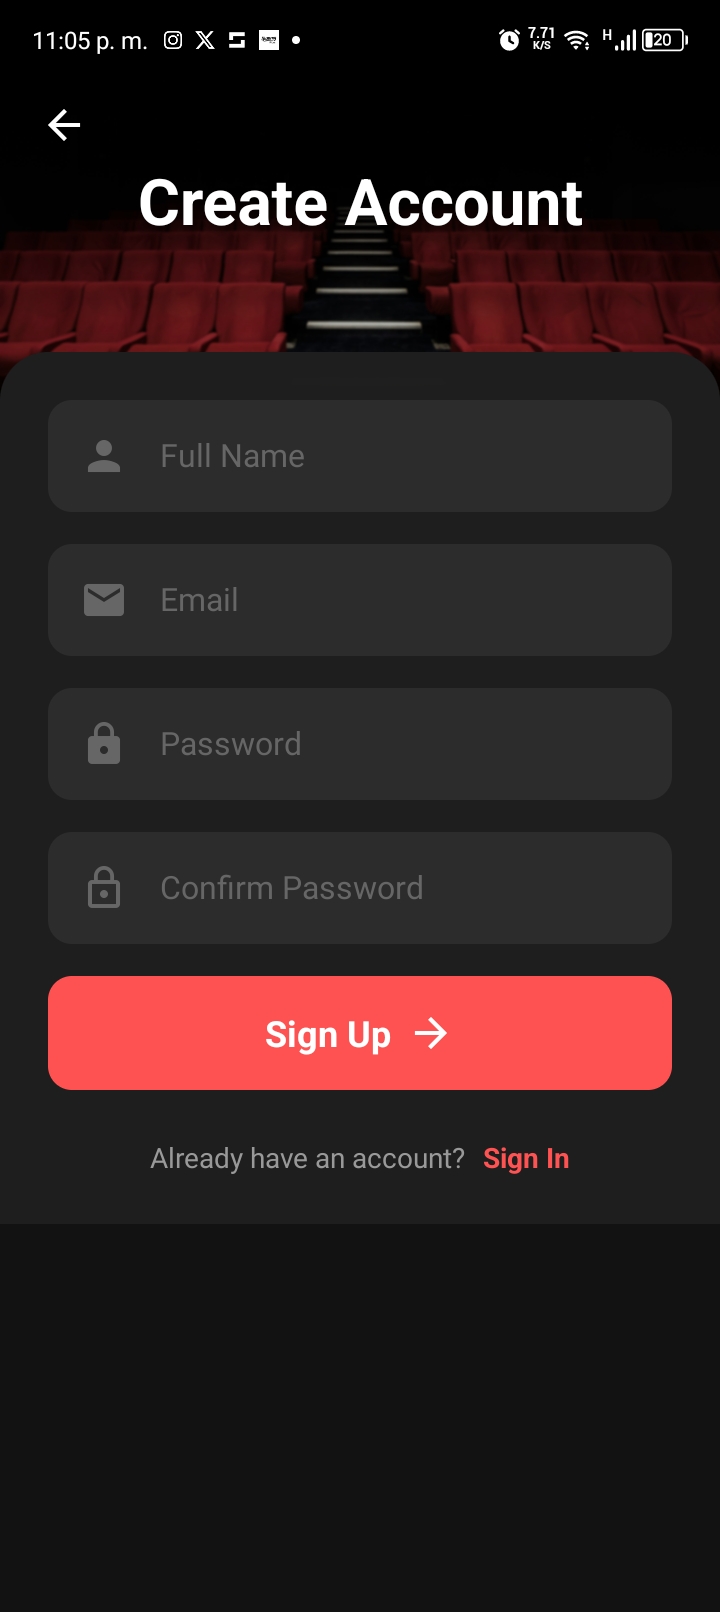 11:05 p. m.
7.71
K/S
H
20
Create Account
Full Name
Email
Password
Confirm Password
Sign Up
Already have an account? Sign In